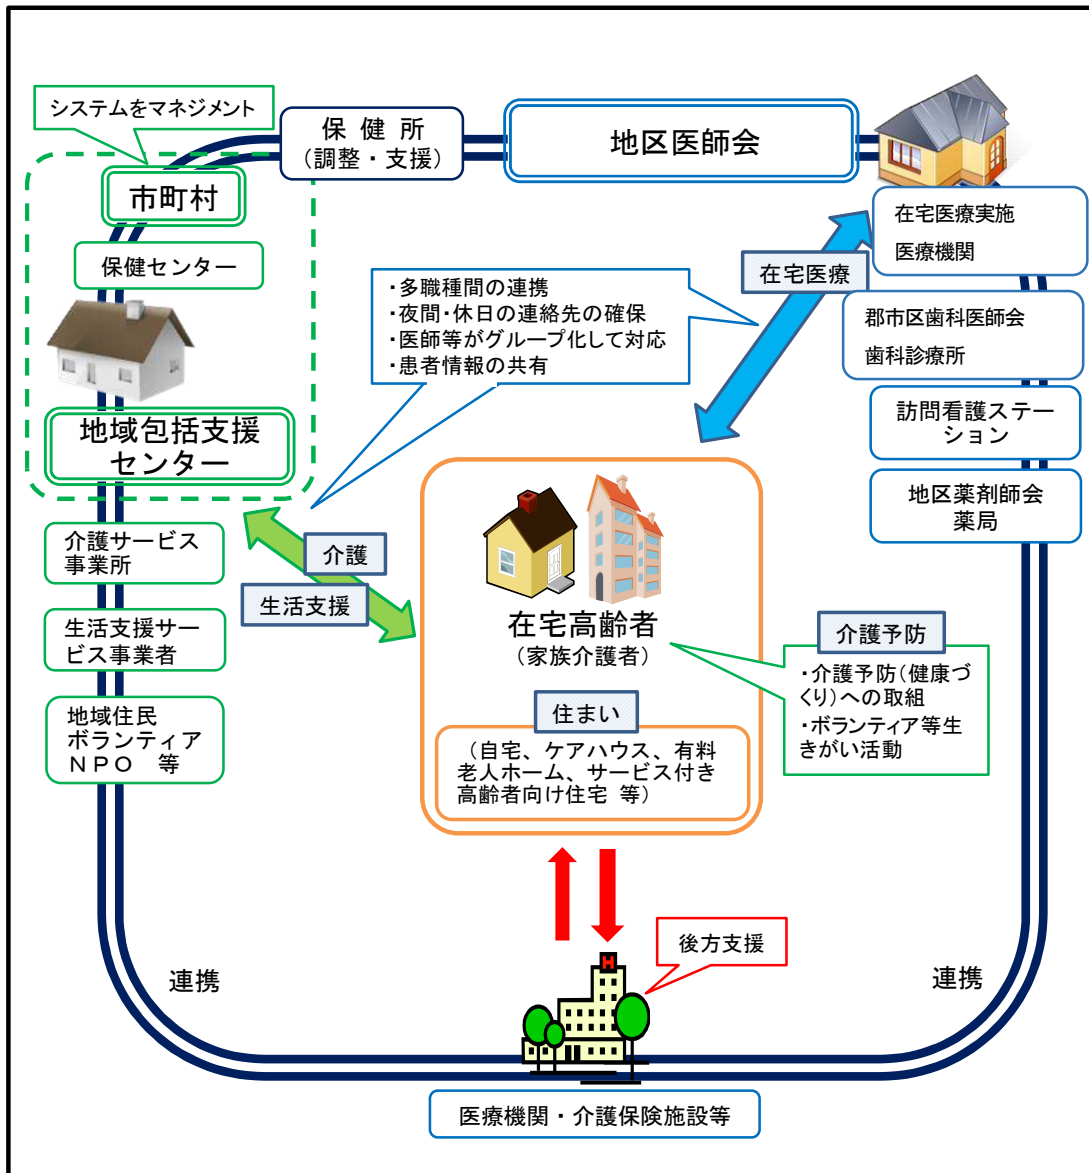 システムをマネジメント
保 健 所
（調整・支援）
地区医師会
市町村
保健センター
地域包括支援
センター
介護サービス
事業所
生活支援サー
ビス事業者
地域住民
ボランティア
ＮＰＯ　等
・多職種間の連携
・夜間・休日の連絡先の確保
・医師等がグループ化して対応
・患者情報の共有
在宅医療
在宅医療実施
医療機関
郡市区歯科医師会
歯科診療所
訪問看護ステー
ション
地区薬剤師会
薬局
介護
生活支援
在宅高齢者
（家族介護者）
住まい
（自宅、ケアハウス、有料
老人ホーム、サービス付き
高齢者向け住宅 等）
介護予防
・介護予防（健康づ
くり）への取組
・ボランティア等生
きがい活動
後方支援
H
連携
連携
医療機関・介護保険施設等